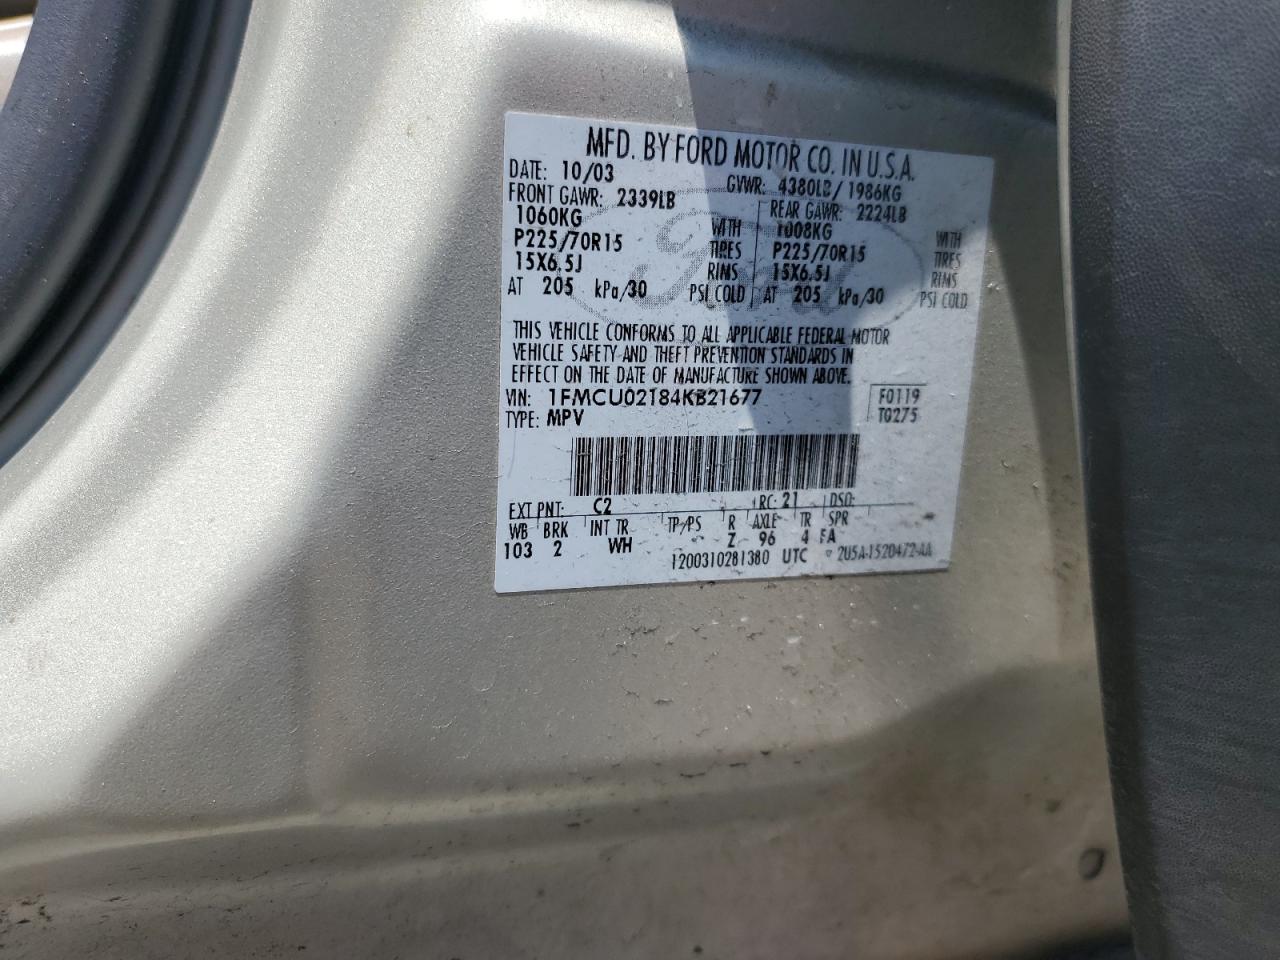 MFD. BY FORD MOTOR CO. IN U.S.A.
DATE: 10/03 GVWR: 4380LB/1986KG
FRONT GAWR: 2339LB REAR GAWR: 2224LB
1060KG WITH 1008KG WITH
P225/70R15 TIRES P225/70R15 TIRES
15X6.5J RIMS 15X6.5J RIMS
AT 205 kPa/30 PSI COLD AT 205 kPa/30 PSI COLD
Ford
THIS VEHICLE CONFORMS TO ALL APPLICABLE FEDERAL MOTOR
VEHICLE SAFETY AND THEFT PREVENTION STANDARDS IN
EFFECT ON THE DATE OF MANUFACTURE SHOWN ABOVE.
VIN: 1FMCU02184KB21677 F0119
TYPE: MPV T0275
EXT PNT: C2 RC: 21 DSO:
WB BRK INT TR TP/PS R AXLE TR SPR
103 2 WH Z 96 4 FA
1200310281380 UTC 2U5A-1520472-AA